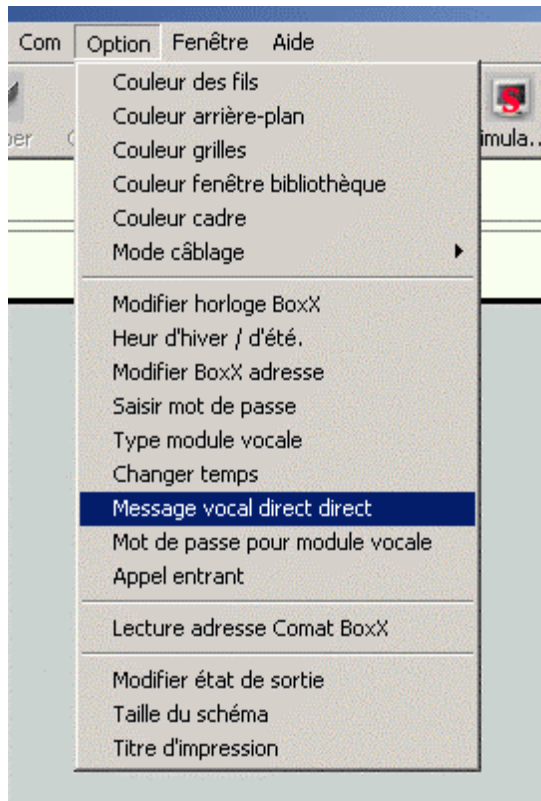 Com Option Fenêtre Aide
Couleur des fils
Couleur arrière-plan
Couleur grilles
Couleur fenêtre bibliothèque
Couleur cadre
Mode câblage
Modifier horloge BoxX
Heur d'hiver / d'été.
Modifier BoxX adresse
Saisir mot de passe
Type module vocale
Changer temps
Message vocal direct direct
Mot de passe pour module vocale
Appel entrant
Lecture adresse Comat BoxX
Modifier état de sortie
Taille du schéma
Titre d'impression